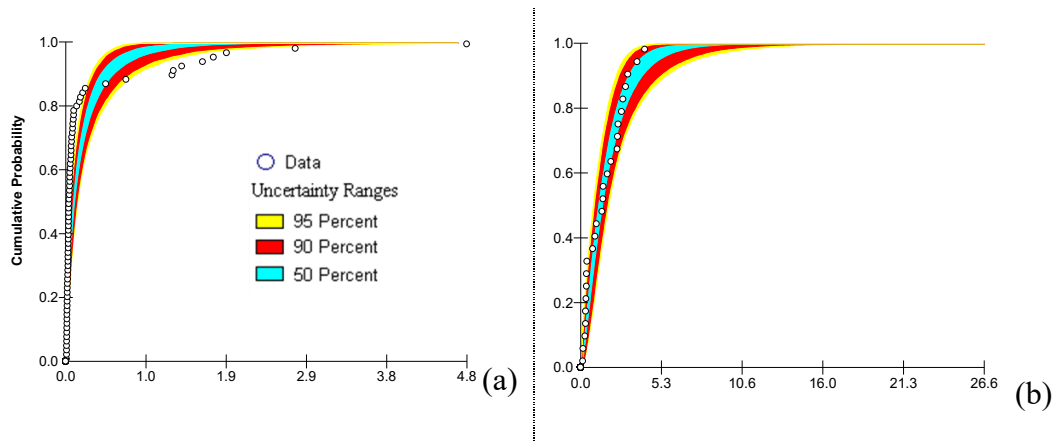 Cumulative Probability
1.0
0.8
0.6
0.4
0.2
0.0
Data
Uncertainty Ranges
95 Percent
90 Percent
50 Percent
0.0 1.0 1.9 2.9 3.8 4.8
(a)
1.0
0.8
0.6
0.4
0.2
0.0
0.0 5.3 10.6 16.0 21.3 26.6
(b)